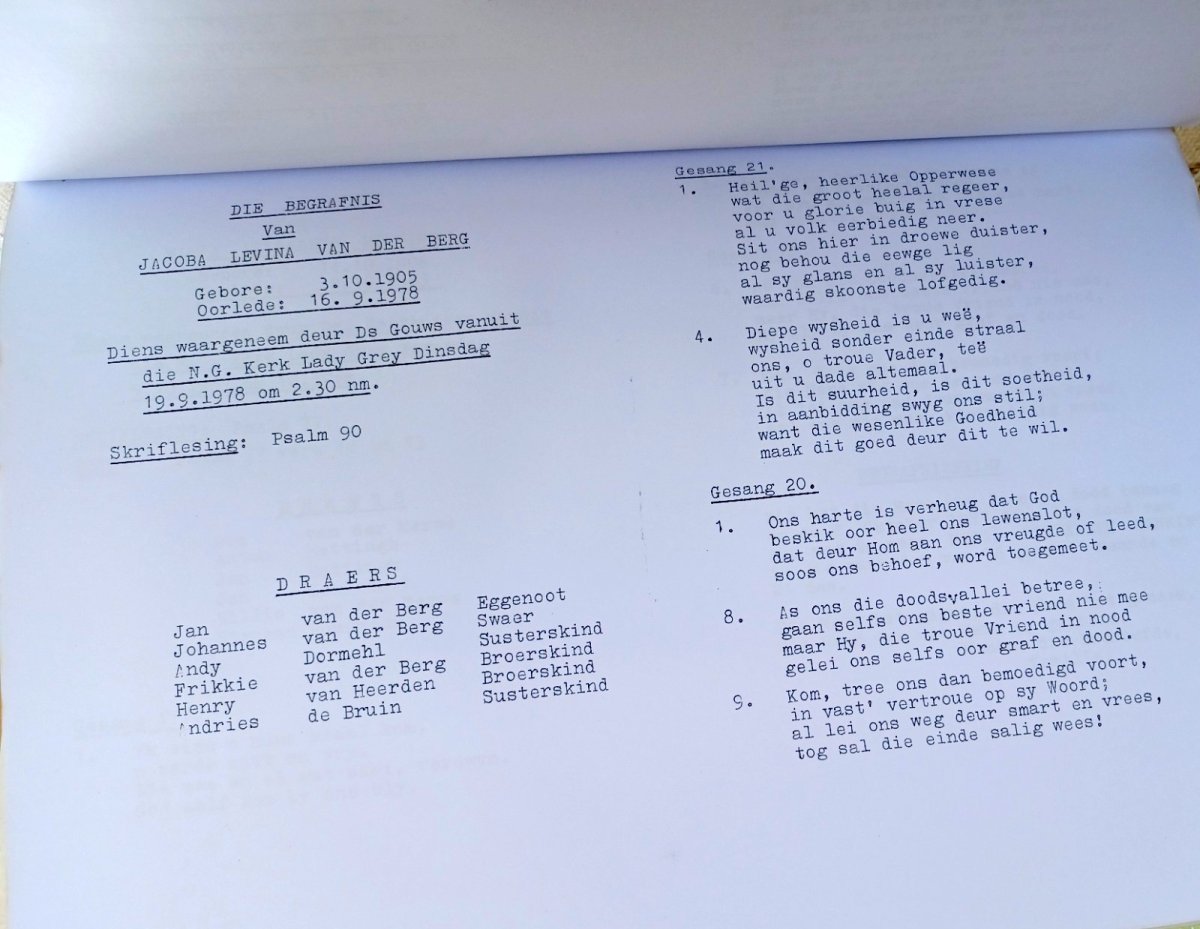 DIE BEGRAFNIS
Van
JACOBA LEVINA VAN DER BERG
Gebore: 3.10.1905
Oorlede: 16. 9.1978
Diens waargeneem deur Ds Gouws vanuit
die N.G. Kerk Lady Grey Dinsdag
19.9.1978 om 2.30 nm.
Skriflesing: Psalm 90
DRAERS
Jan van der Berg Eggenoot
Johannes van der Berg Swaer
Andy Dormehl Susterskind
Frikkie van der Berg Broerskind
Henry van Heerden Broerskind
Andries de Bruin Susterskind
Gesang 21.
1. Heil'ge, heerlike Opperwese
wat die groot heelal regeer,
voor u glorie buig in vrese
al u volk eerbiedig neer.
Sit ons hier in droewe duister,
nog behou die eewge lig
al sy glans en al sy luister,
waardig skoonste lofgedig.
4. Diepe wysheid is u weë,
wysheid sonder einde straal
ons, o troue Vader, teë
uit u dade altemaal.
Is dit suurheid, is dit soetheid,
in aanbidding swyg ons stil;
want die wesenlike Goedheid
maak dit goed deur dit te wil.
Gesang 20.
1. Ons harte is verheug dat God
beskik oor heel ons lewenslot,
dat deur Hom aan ons vreugde of leed,
soos ons behoef, word toegemeet.
8. As ons die doodsvallei betree,
gaan selfs ons beste vriend nie mee
maar Hy, die troue Vriend in nood
gelei ons selfs oor graf en dood.
9. Kom, tree ons dan bemoedigd voort,
in vast' vertroue op sy Woord;
al lei ons weg deur smart en vrees,
tog sal die einde salig wees!